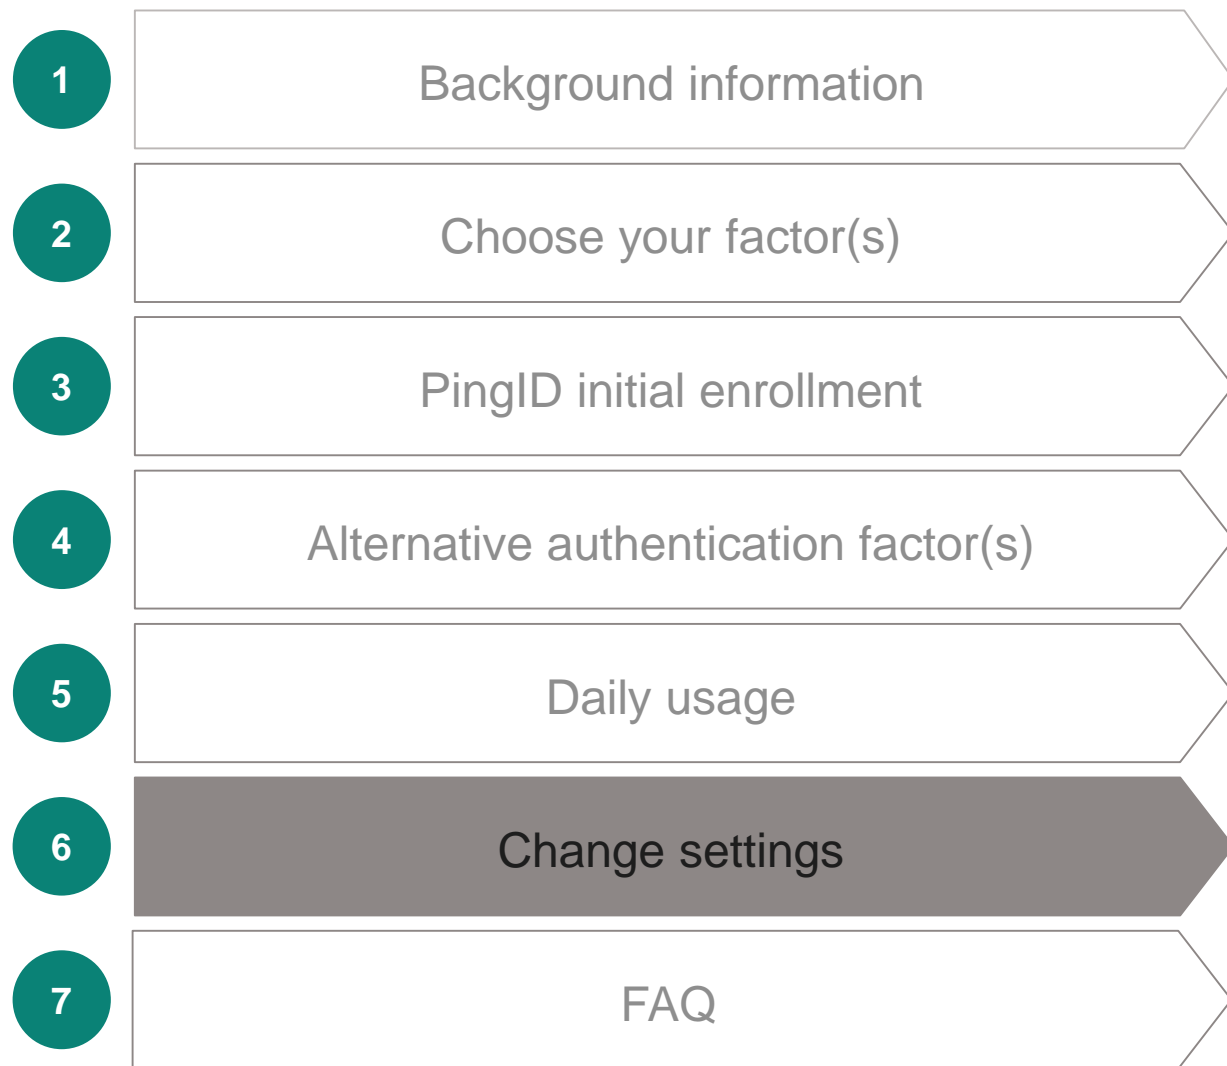 1
Background information
2
Choose your factor(s)
3
PingID initial enrollment
4
Alternative authentication factor(s)
5
Daily usage
6
Change settings
7
FAQ